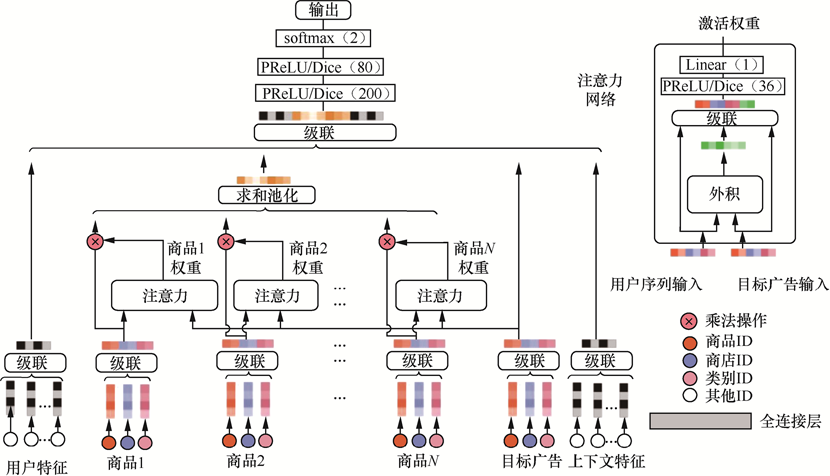 输出
softmax（2）
PReLU/Dice（80）
PReLU/Dice（200）
级联
求和池化
商品1
权重
商品2
权重
商品N
权重
注意力
注意力
...
...
注意力
级联
级联
级联
...
...
级联
级联
级联
...
...
...
用户特征
商品1
商品2
商品N
目标广告
上下文特征
激活权重
注意力
网络
Linear（1）
PReLU/Dice（36）
级联
外积
用户序列输入
目标广告输入
乘法操作
商品ID
商店ID
类别ID
其他ID
全连接层